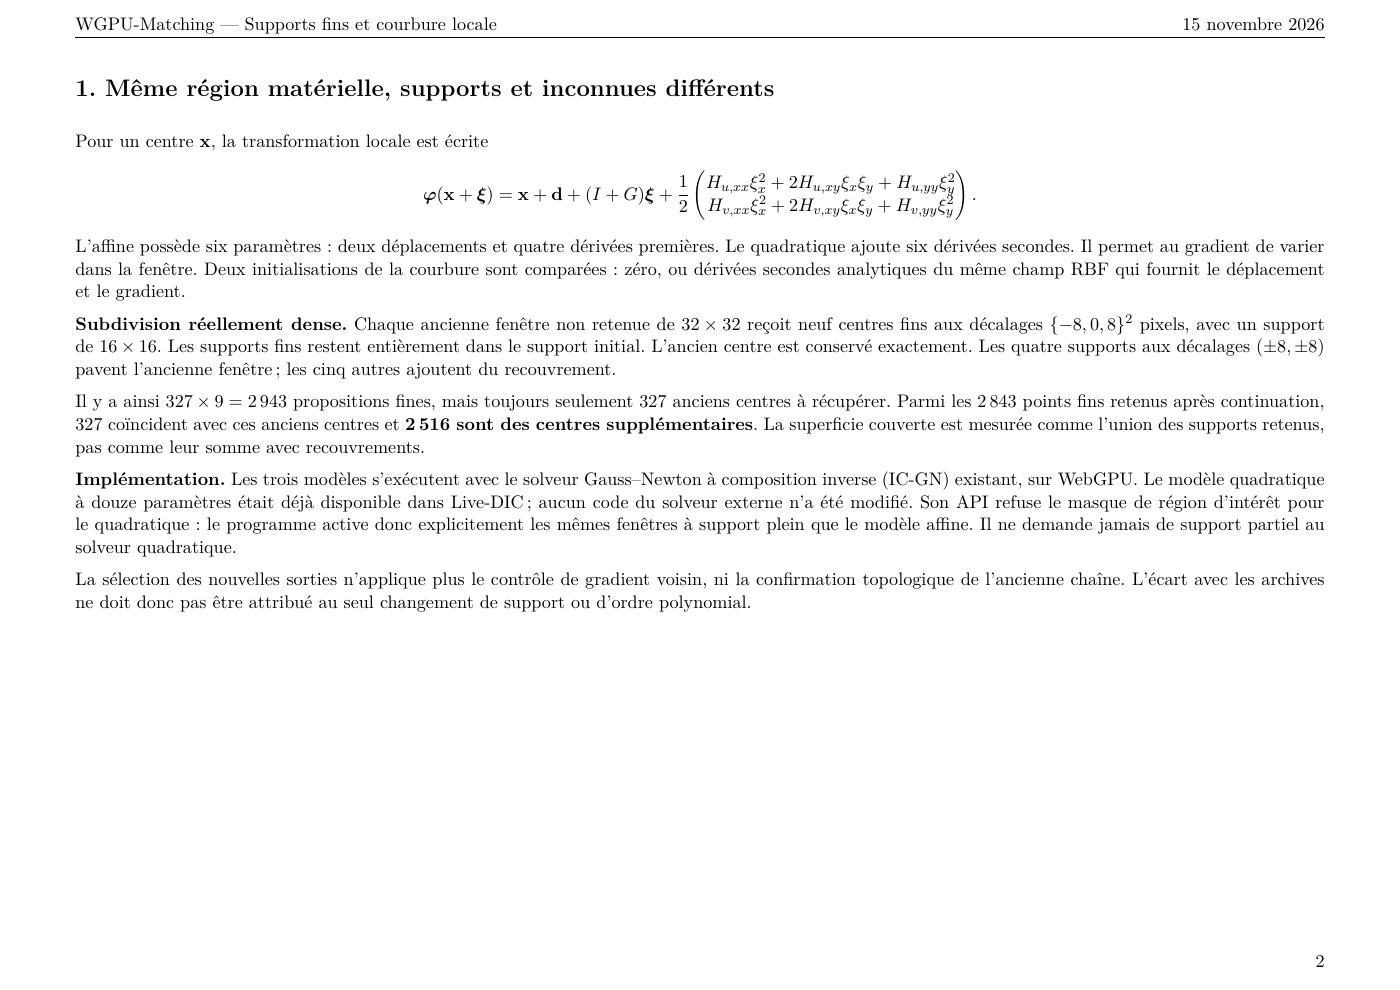 WGPU-Matching — Supports fins et courbure locale 15 novembre 2026
1. Même région matérielle, supports et inconnues différents
Pour un centre x, la transformation locale est écrite
φ(x + ξ) = x + d + (I + G)ξ + 1/2 ( H_{u,xx}ξ_x^2 + 2H_{u,xy}ξ_xξ_y + H_{u,yy}ξ_y^2
H_{v,xx}ξ_x^2 + 2H_{v,xy}ξ_xξ_y + H_{v,yy}ξ_y^2 ) .
L'affine possède six paramètres : deux déplacements et quatre dérivées premières. Le quadratique ajoute six dérivées secondes. Il permet au gradient de varier
dans la fenêtre. Deux initialisations de la courbure sont comparées : zéro, ou dérivées secondes analytiques du même champ RBF qui fournit le déplacement
et le gradient.
Subdivision réellement dense. Chaque ancienne fenêtre non retenue de 32 × 32 reçoit neuf centres fins aux décalages {−8, 0, 8}² pixels, avec un support
de 16 × 16. Les supports fins restent entièrement dans le support initial. L'ancien centre est conservé exactement. Les quatre supports aux décalages (±8, ±8)
pavent l'ancienne fenêtre ; les cinq autres ajoutent du recouvrement.
Il y a ainsi 327 × 9 = 2 943 propositions fines, mais toujours seulement 327 anciens centres à récupérer. Parmi les 2 843 points fins retenus après continuation,
327 coïncident avec ces anciens centres et 2 516 sont des centres supplémentaires. La superficie couverte est mesurée comme l'union des supports retenus,
pas comme leur somme avec recouvrements.
Implémentation. Les trois modèles s'exécutent avec le solveur Gauss–Newton à composition inverse (IC-GN) existant, sur WebGPU. Le modèle quadratique
à douze paramètres était déjà disponible dans Live-DIC ; aucun code du solveur externe n'a été modifié. Son API refuse le masque de région d'intérêt pour
le quadratique : le programme active donc explicitement les mêmes fenêtres à support plein que le modèle affine. Il ne demande jamais de support partiel au
solveur quadratique.
La sélection des nouvelles sorties n'applique plus le contrôle de gradient voisin, ni la confirmation topologique de l'ancienne chaîne. L'écart avec les archives
ne doit donc pas être attribué au seul changement de support ou d'ordre polynomial.
2